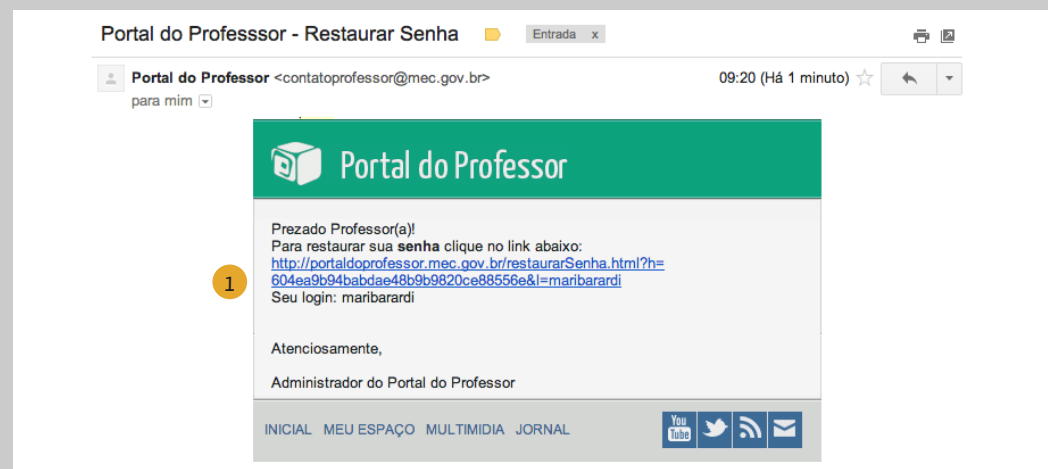 Portal do Professsor - Restaurar Senha Entrada x
Portal do Professor <contatoprofessor@mec.gov.br> 09:20 (Há 1 minuto)
para mim
Portal do Professor
Prezado Professor(a)!
Para restaurar sua senha clique no link abaixo:
http://portaldoprofessor.mec.gov.br/restaurarSenha.html?h=
604ea9b94babdae48b9b9820ce88556e&l=maribarardi
1
Seu login: maribarardi
Atenciosamente,
Administrador do Portal do Professor
INICIAL MEU ESPAÇO MULTIMIDIA JORNAL You Tube